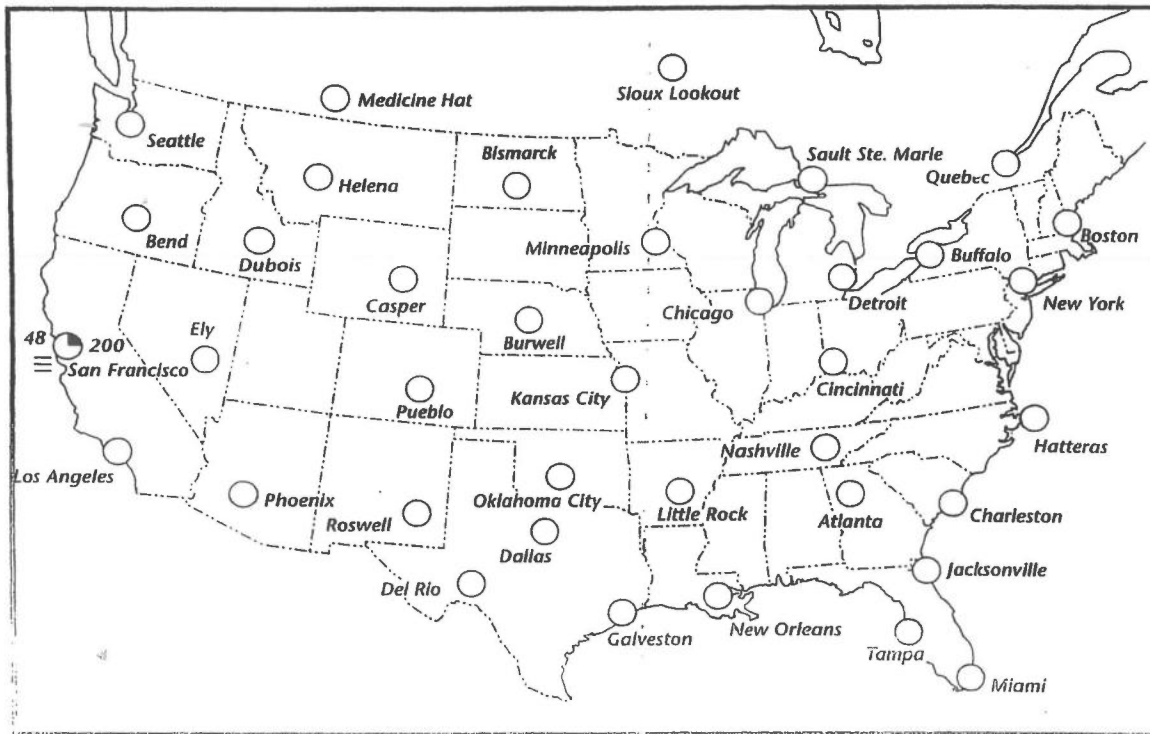 Medicine Hat
Sioux Lookout
Seattle
Bismarck
Sault Ste. Marie
Helena
Quebec
Bend
Minneapolis
Boston
Dubois
Buffalo
Casper
Detroit
New York
Chicago
Ely
48
200
Burwell
San Francisco
Cincinnati
Kansas City
Pueblo
Hatteras
Nashville
Los Angeles
Phoenix
Oklahoma City
Little Rock
Atlanta
Charleston
Roswell
Dallas
Jacksonville
Del Rio
New Orleans
Galveston
Tampa
Miami